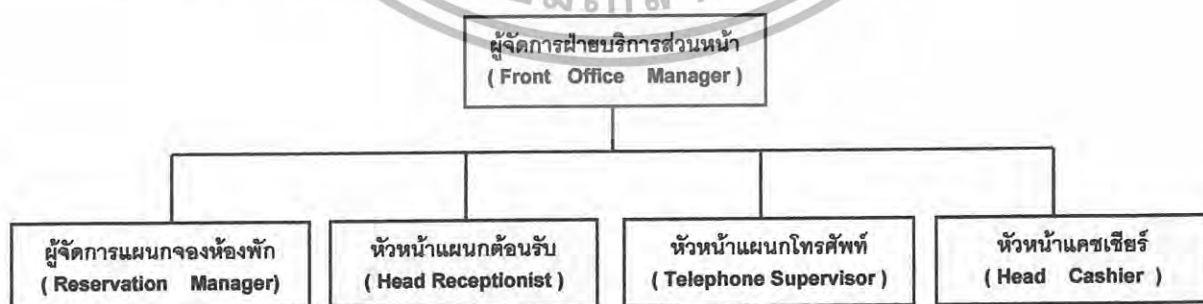 ผู้จัดการฝ่ายบริการส่วนหน้า
( Front Office Manager )
ผู้จัดการแผนกจองห้องพัก
( Reservation Manager)
หัวหน้าแผนกต้อนรับ
( Head Receptionist )
หัวหน้าแผนกโทรศัพท์
( Telephone Supervisor )
หัวหน้าแคชเชียร์
( Head Cashier )